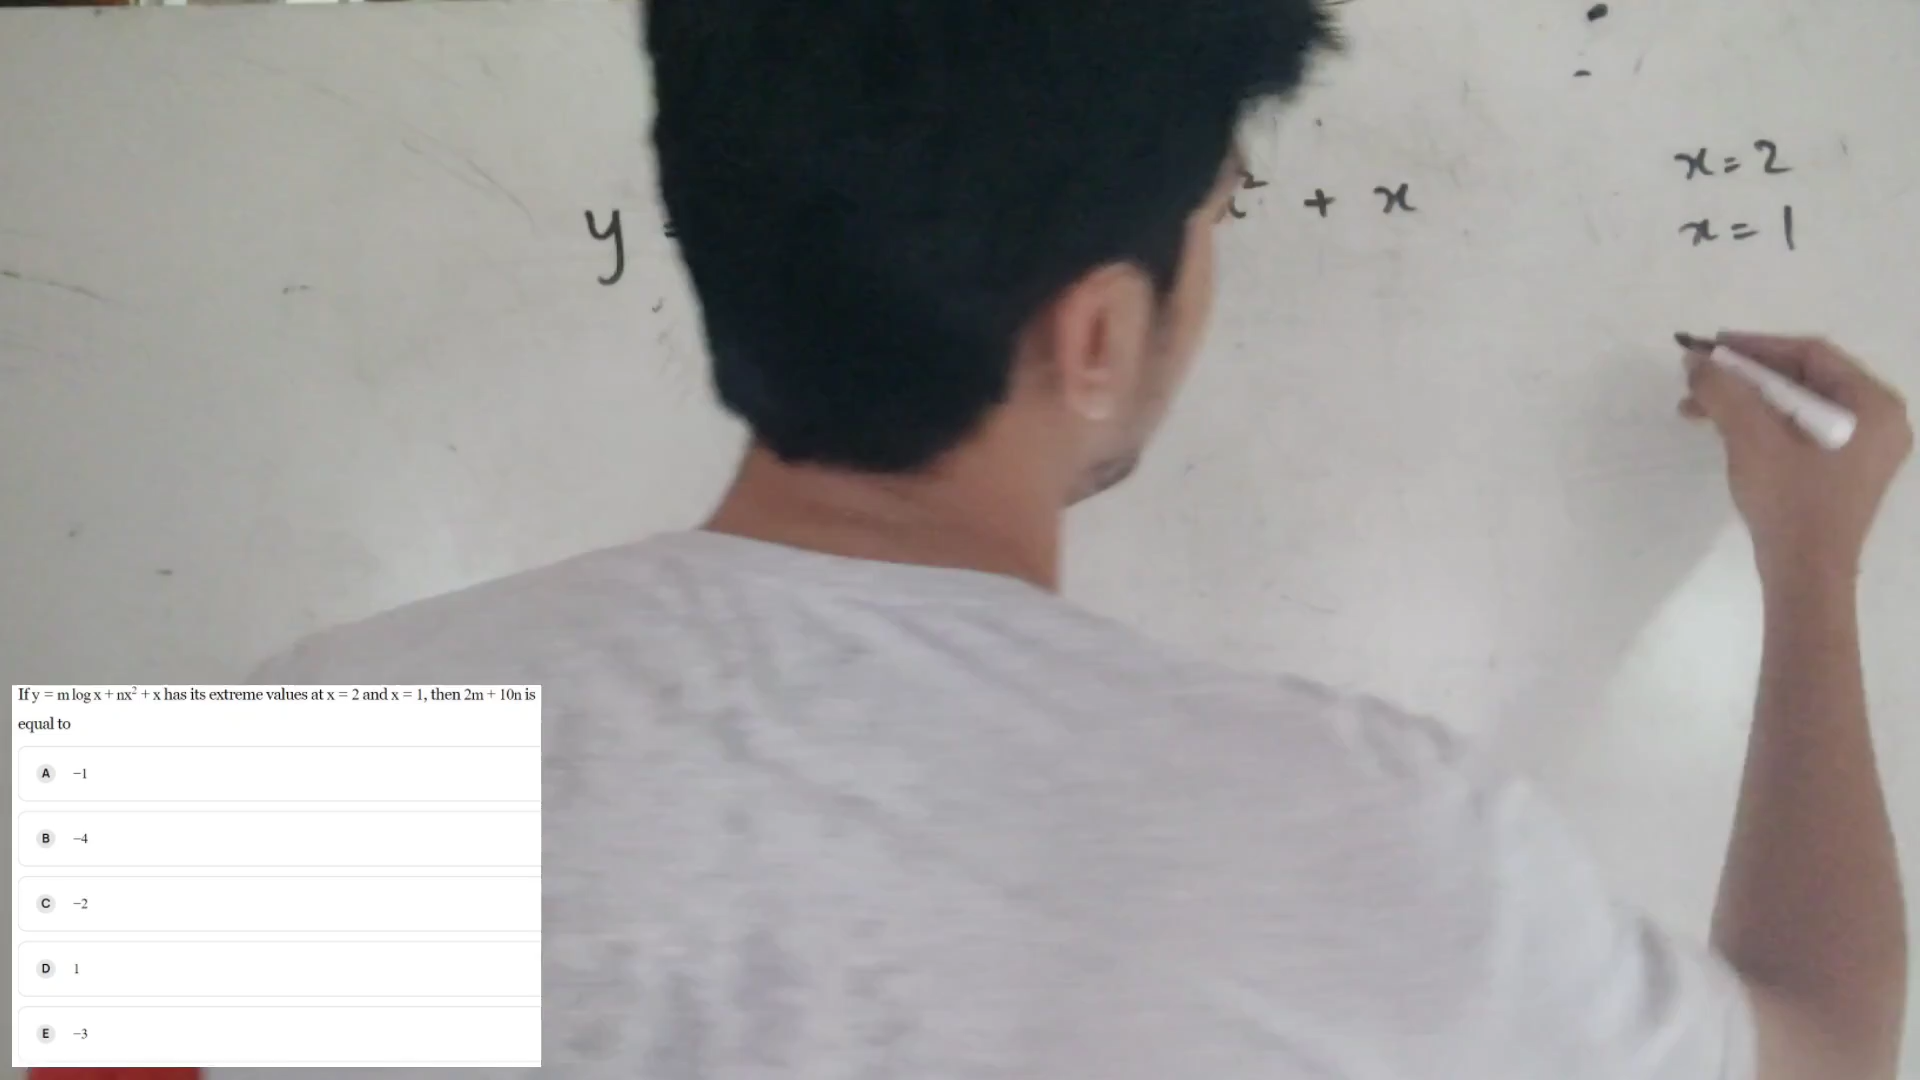 y = x² + x
x = 2
x = 1
If y = m log x + nx² + x has its extreme values at x = 2 and x = 1, then 2m + 10n is
equal to
A −1
B −4
C −2
D 1
E −3